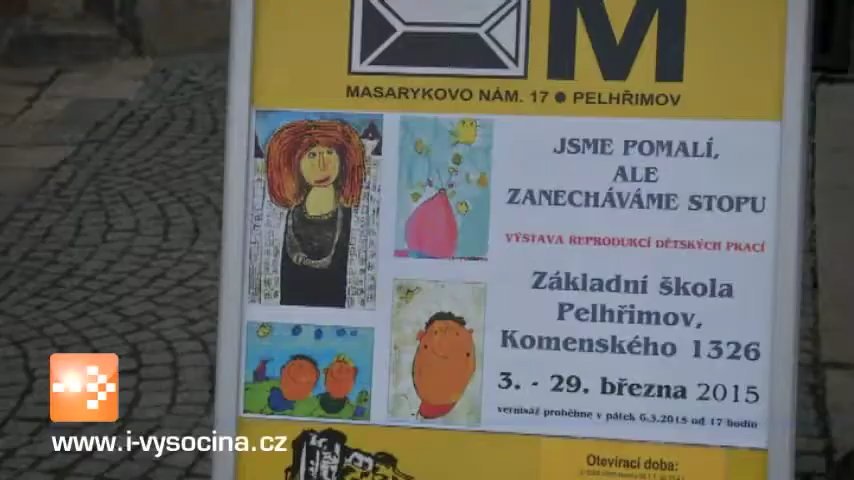 M
MASARYKOVO NÁM. 17 ● PELHŘIMOV
JSME POMALÍ,
ALE
ZANECHÁVÁME STOPU
VÝSTAVA REPRODUKCÍ DĚTSKÝCH PRACÍ
Základní škola
Pelhřimov,
Komenského 1326
3. - 29. března 2015
vernisáž proběhne v pátek 6.3.2015 od 17 hodin
www.i-vysocina.cz
Otevírací doba: